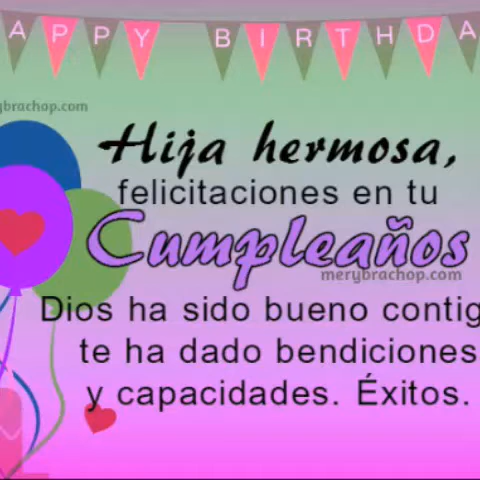 APPY BIRTHDA
rybrachop.com
Hija hermosa,
felicitaciones en tu
Cumpleaños
merybrachop.com
Dios ha sido bueno contig
te ha dado bendiciones
y capacidades. Éxitos.